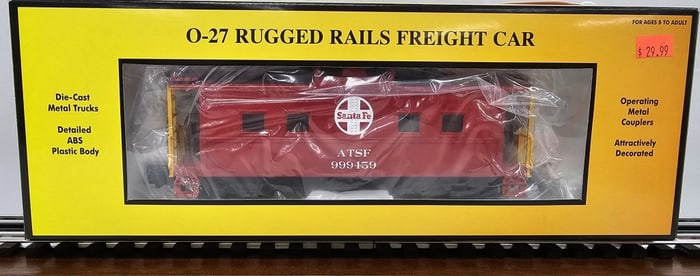 FOR AGES 8 TO ADULT
O-27 RUGGED RAILS FREIGHT CAR
$29.99
Die-Cast
Metal Trucks
Detailed
ABS
Plastic Body
Santa Fe
ATSF
999459
Operating
Metal
Couplers
Attractively
Decorated